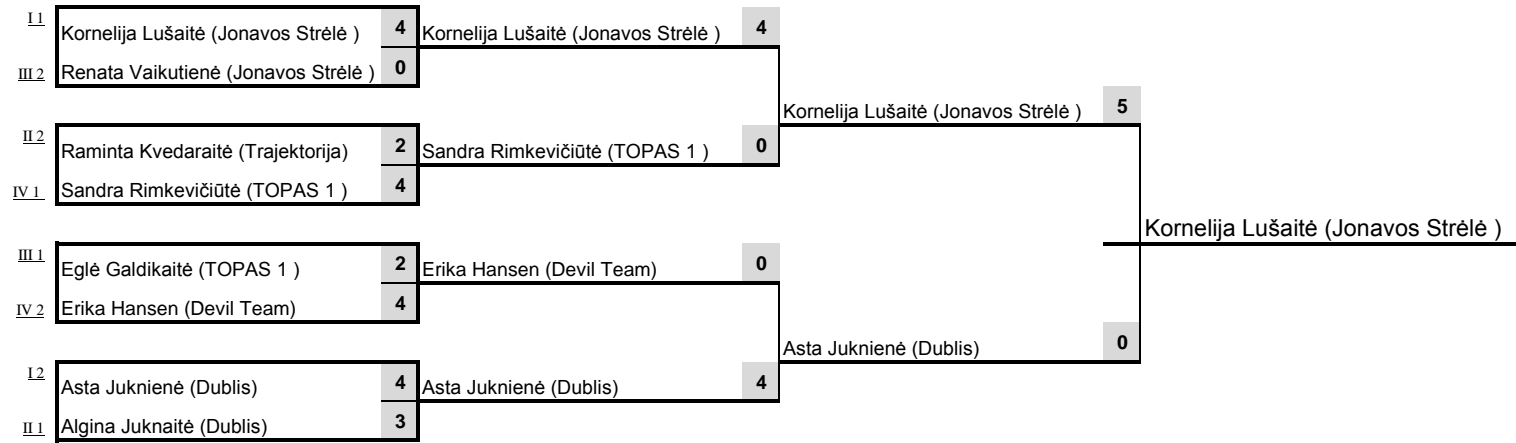 I 1 Kornelija Lušaitė (Jonavos Strėlė ) 4 Kornelija Lušaitė (Jonavos Strėlė ) 4
III 2 Renata Vaikutienė (Jonavos Strėlė ) 0
Kornelija Lušaitė (Jonavos Strėlė ) 5
II 2 Raminta Kvedaraitė (Trajektorija) 2 Sandra Rimkevičiūtė (TOPAS 1 ) 0
IV 1 Sandra Rimkevičiūtė (TOPAS 1 ) 4
Kornelija Lušaitė (Jonavos Strėlė )
III 1 Eglė Galdikaitė (TOPAS 1 ) 2 Erika Hansen (Devil Team) 0
IV 2 Erika Hansen (Devil Team) 4
Asta Juknienė (Dublis) 0
I 2 Asta Juknienė (Dublis) 4 Asta Juknienė (Dublis) 4
II 1 Algina Juknaitė (Dublis) 3